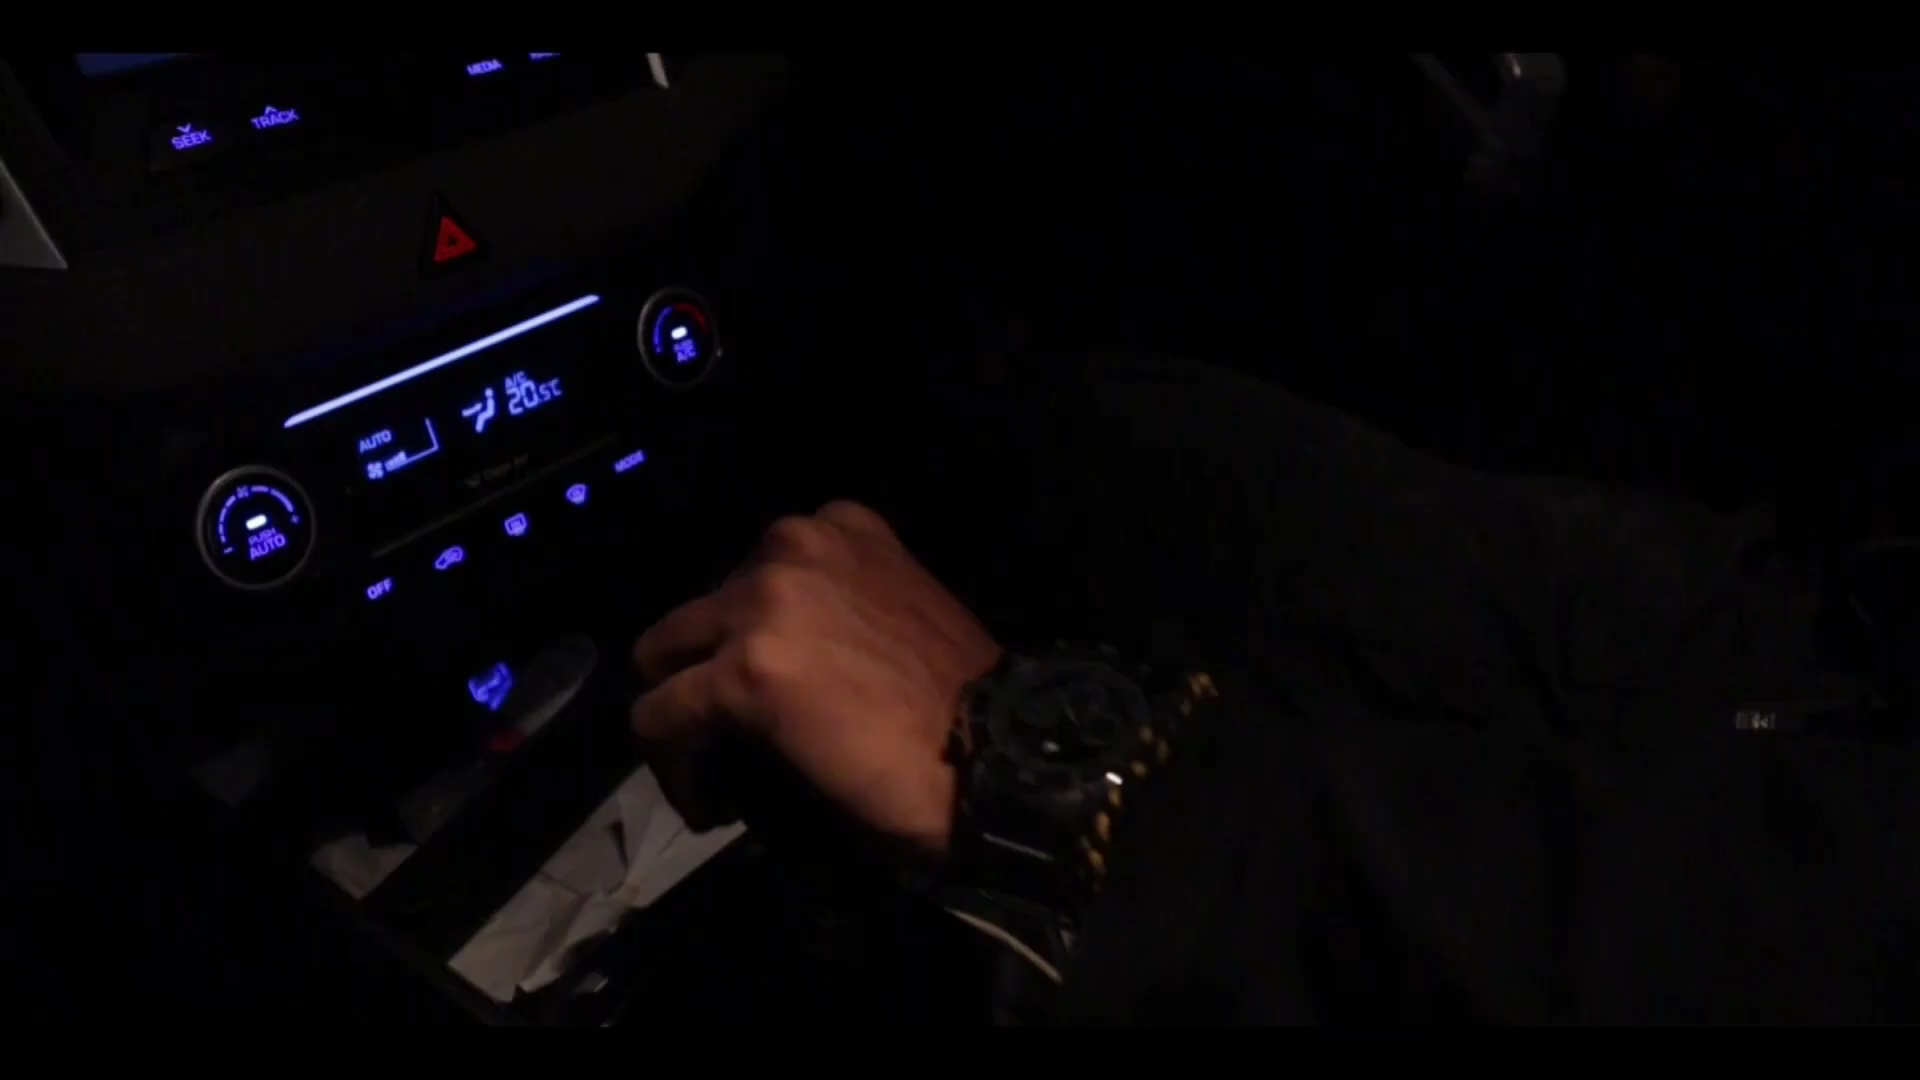 MEDIA
SEEK
TRACK
A/C
20.5°C
AUTO
A/C
PUSH
AUTO
MODE
OFF